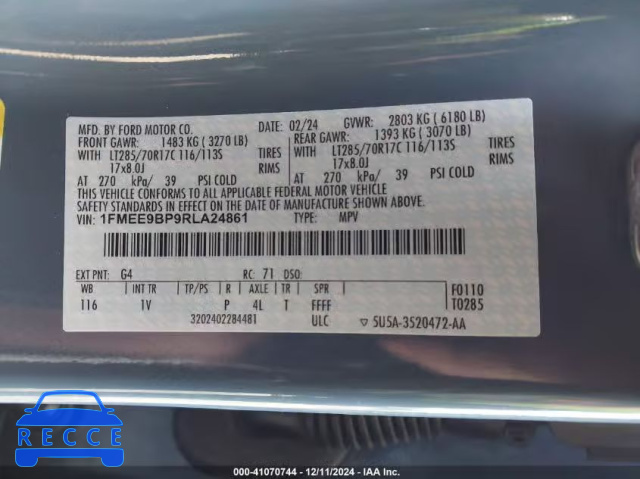 MFD. BY FORD MOTOR CO.
DATE: 02/24 GVWR: 2803 KG ( 6180 LB)
FRONT GAWR: 1483 KG ( 3270 LB)
REAR GAWR: 1393 KG ( 3070 LB)
WITH LT285/70R17C 116/113S TIRES
WITH LT285/70R17C 116/113S TIRES
17x8.0J RIMS
17x8.0J RIMS
AT 270 kPa/ 39 PSI COLD
AT 270 kPa/ 39 PSI COLD
THIS VEHICLE CONFORMS TO ALL APPLICABLE FEDERAL MOTOR VEHICLE
SAFETY STANDARDS IN EFFECT ON THE DATE OF MANUFACTURE SHOWN ABOVE.
VIN: 1FMEE9BP9RLA24861 TYPE: MPV
EXT PNT: G4 RC: 71 DSO:
WB INT TR TP/PS R AXLE TR SPR
F0110
116 1V P 4L T FFFF
T0285
3202402284481 ULC ▽ SU5A-3520472-AA
RECCE
000-41070744 - 12/11/2024 - IAA Inc.